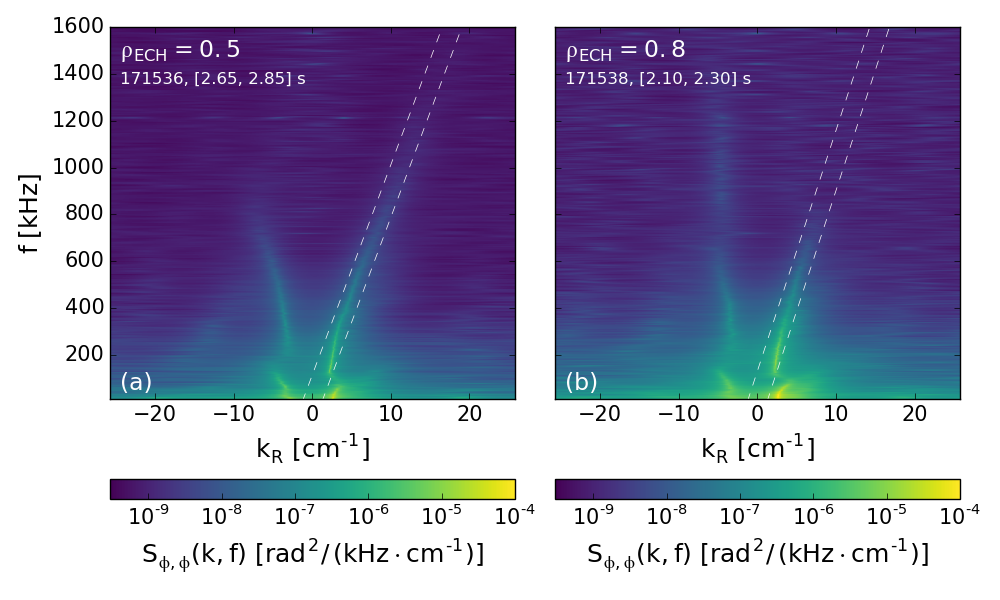 1600
1400
1200
1000
800
600
400
200
f [kHz]
ρECH = 0.5
171536, [2.65, 2.85] s
(a)
−20 −10 0 10 20
kR [cm-1]
ρECH = 0.8
171538, [2.10, 2.30] s
(b)
−20 −10 0 10 20
kR [cm-1]
10-9 10-8 10-7 10-6 10-5 10-4
Sϕ,ϕ(k, f) [rad2/(kHz · cm-1)]
10-9 10-8 10-7 10-6 10-5 10-4
Sϕ,ϕ(k, f) [rad2/(kHz · cm-1)]